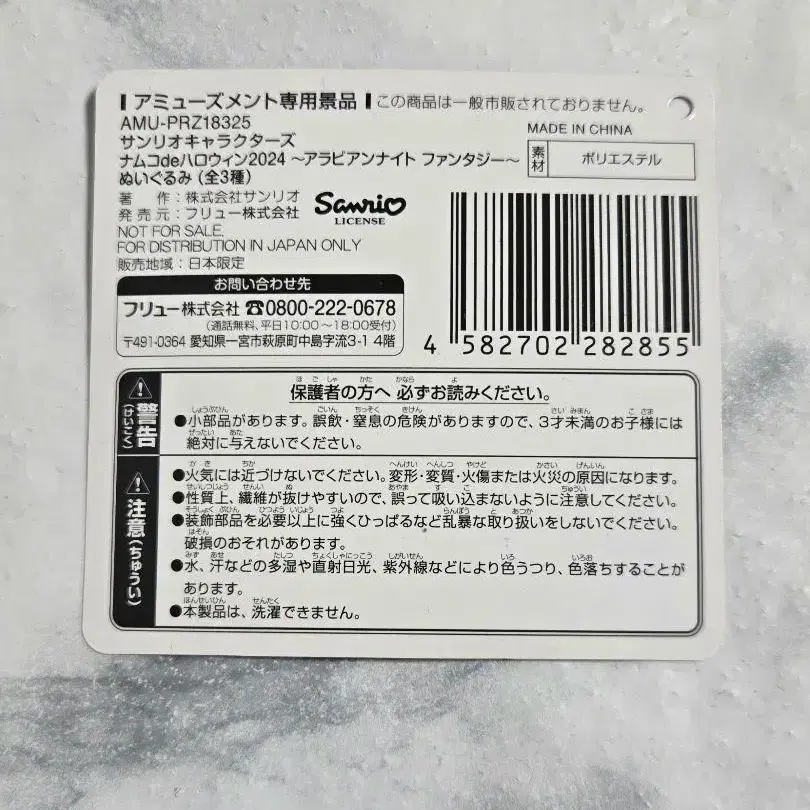 アミューズメント専用景品 この商品は一般市販されておりません。
AMU-PRZ18325
サンリオキャラクターズ
ナムコdeハロウィン2024 ～アラビアンナイト ファンタジー～
ぬいぐるみ (全3種)
著 作：株式会社サンリオ
発売元：フリュー株式会社
Sanrio
LICENSE
NOT FOR SALE.
FOR DISTRIBUTION IN JAPAN ONLY
販売地域：日本限定
MADE IN CHINA
素材 ポリエステル
お問い合わせ先
フリュー株式会社 ☎0800-222-0678
(通話無料、平日10:00～18:00受付)
〒491-0364 愛知県一宮市萩原町中島字流3-1 4階
4 582702 282855
警告(けいこく)
保護者の方へ 必ずお読みください。
●小部品があります。誤飲・窒息の危険がありますので、3才未満のお子様には
絶対に与えないでください。
注意(ちゅうい)
●火気には近づけないでください。変形・変質・火傷または火災の原因になります。
●性質上、繊維が抜けやすいので、誤って吸い込まないように注意してください。
●装飾部品を必要以上に強くひっぱるなど乱暴な取り扱いをしないでください。
破損のおそれがあります。
●水、汗などの多湿や直射日光、紫外線などにより色うつり、色落ちすることが
あります。
●本製品は、洗濯できません。